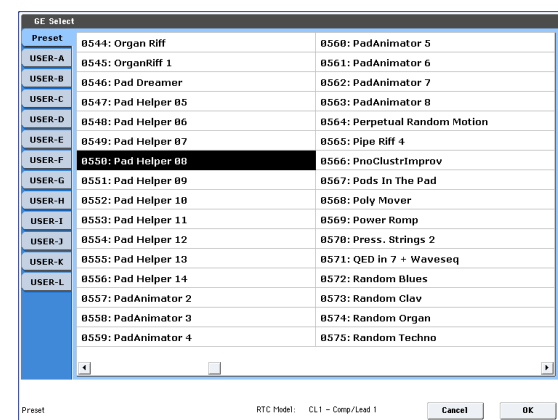 GE Select
Preset
USER-A
USER-B
USER-C
USER-D
USER-E
USER-F
USER-G
USER-H
USER-I
USER-J
USER-K
USER-L
0544: Organ Riff
0545: OrganRiff 1
0546: Pad Dreamer
0547: Pad Helper 05
0548: Pad Helper 06
0549: Pad Helper 07
0550: Pad Helper 08
0551: Pad Helper 09
0552: Pad Helper 10
0553: Pad Helper 11
0554: Pad Helper 12
0555: Pad Helper 13
0556: Pad Helper 14
0557: PadAnimator 2
0558: PadAnimator 3
0559: PadAnimator 4
0560: PadAnimator 5
0561: PadAnimator 6
0562: PadAnimator 7
0563: PadAnimator 8
0564: Perpetual Random Motion
0565: Pipe Riff 4
0566: PnoClustrImprov
0567: Pods In The Pad
0568: Poly Mover
0569: Power Romp
0570: Press. Strings 2
0571: QED in 7 + Waveseq
0572: Random Blues
0573: Random Clav
0574: Random Organ
0575: Random Techno
Preset
RTC Model: CL1 - Comp/Lead 1
Cancel
OK